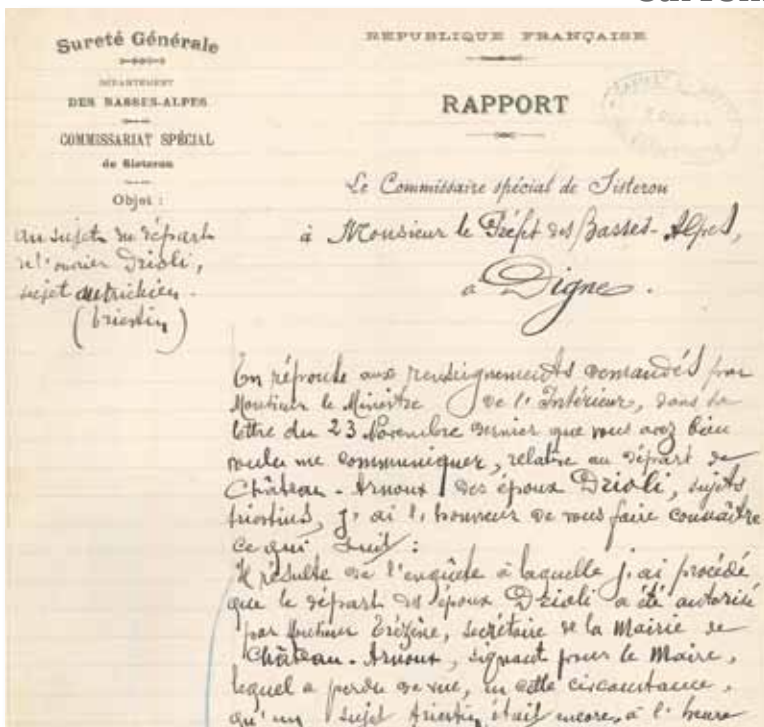 Sureté Générale
DÉPARTEMENT
DES BASSES-ALPES
COMMISSARIAT SPÉCIAL
de Sisteron
Objet :
au sujet du départ
de l'ouvrier Dzioli,
sujet autrichien.
(triestin)
RÉPUBLIQUE FRANÇAISE
RAPPORT
Le Commissaire spécial de Sisteron
à Monsieur le Préfet des Basses-Alpes,
à Digne.
En réponse aux renseignements demandés par
Monsieur le Ministre de l'Intérieur, dans sa
lettre du 23 Novembre dernier que vous avez bien
voulu me communiquer, relative au départ de
Château-Arnoux des époux Dzioli, sujets
triestins, j'ai l'honneur de vous faire connaître
ce qui suit :
Il résulte de l'enquête à laquelle j'ai procédé
que le départ des époux Dzioli a été autorisé
par Trézène, secrétaire de la Mairie de
Château-Arnoux, signant pour le Maire,
lequel a perdu de vue, en cette circonstance,
qu'un sujet triestin était encore, à l'heure